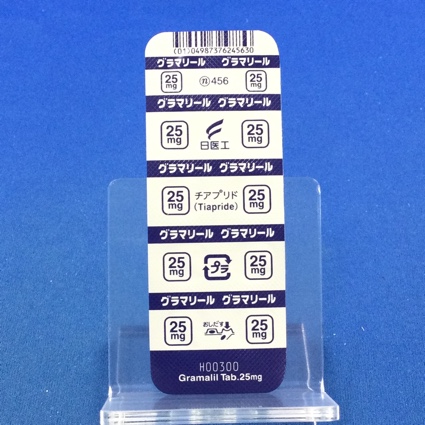 (01)04987376245630
グラマリール グラマリール
25 mg ⓝ456 25 mg
グラマリール グラマリール
25 mg 日医工 25 mg
グラマリール グラマリール
25 mg チアプリド 25 mg
(Tiapride)
グラマリール グラマリール
25 mg プラ 25 mg
グラマリール グラマリール
25 mg おしだす 25 mg
H00300
Gramalil Tab.25mg